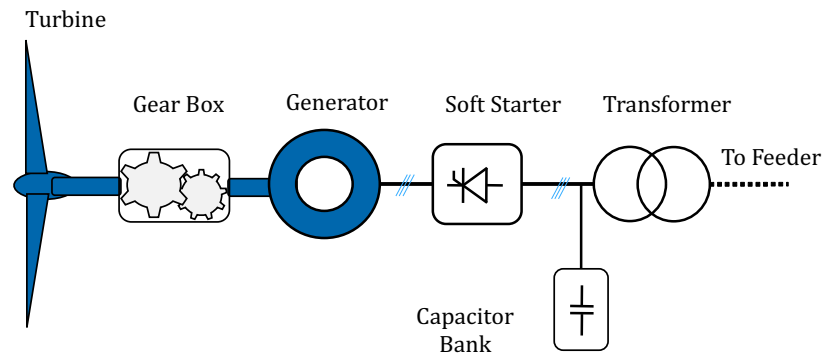 Turbine
Gear Box
Generator
Soft Starter
Transformer
To Feeder
Capacitor
Bank